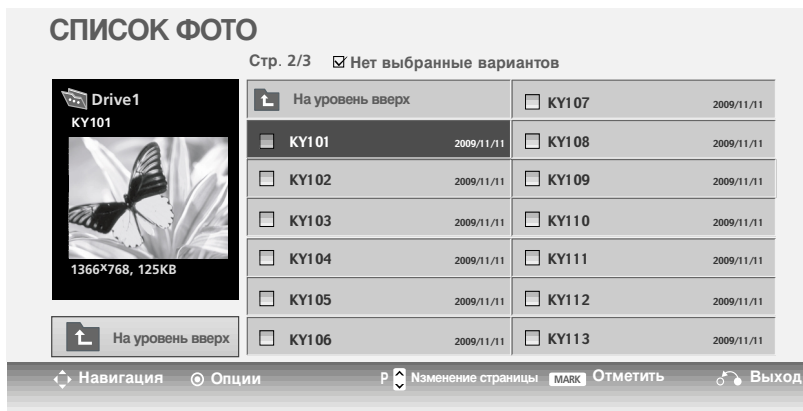 СПИСОК ФОТО
Стр. 2/3 Нет выбранные вариантов
Drive1
KY101
1366x768, 125KB
На уровень вверх
На уровень вверх
KY101 2009/11/11
KY102 2009/11/11
KY103 2009/11/11
KY104 2009/11/11
KY105 2009/11/11
KY106 2009/11/11
KY107 2009/11/11
KY108 2009/11/11
KY109 2009/11/11
KY110 2009/11/11
KY111 2009/11/11
KY112 2009/11/11
KY113 2009/11/11
Навигация Опции P Nзменение страницы MARK Отметить Выход